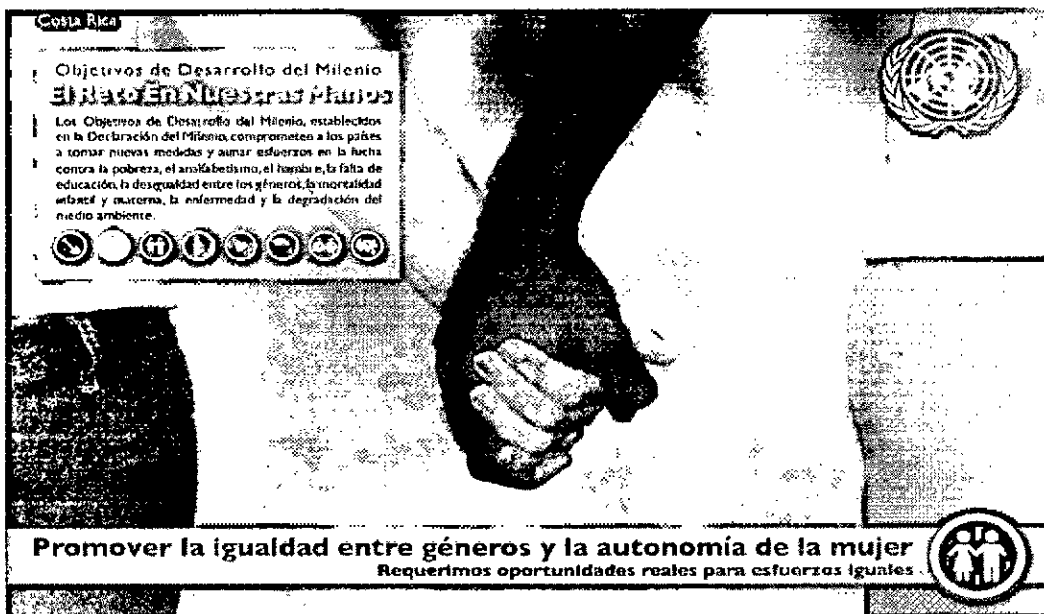 Costa Rica
Objetivos de Desarrollo del Milenio
El Reto En Nuestras Manos
Los Objetivos de Desarrollo del Milenio, establecidos
en la Declaración del Milenio, comprometen a los países
a tomar nuevas medidas y aunar esfuerzos en la lucha
contra la pobreza, el analfabetismo, el hambre, la falta de
educación, la desigualdad entre los géneros, la mortalidad
infantil y materna, la enfermedad y la degradación del
medio ambiente.
Promover la igualdad entre géneros y la autonomía de la mujer
Requerimos oportunidades reales para esfuerzos iguales